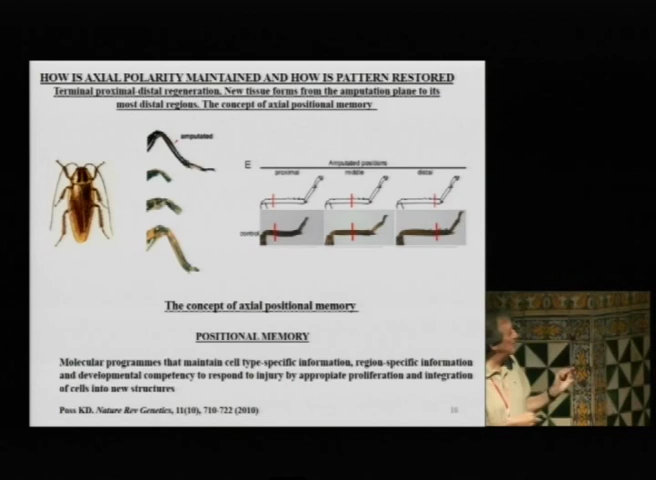 HOW IS AXIAL POLARITY MAINTAINED AND HOW IS PATTERN RESTORED
Terminal proximal-distal regeneration. New tissue forms from the amputation plane to its
most distal regions. The concept of axial positional memory
amputated
E
Amputated positions
proximal
middle
distal
control
The concept of axial positional memory
POSITIONAL MEMORY
Molecular programmes that maintain cell type-specific information, region-specific information
and developmental competency to respond to injury by appropiate proliferation and integration
of cells into new structures
Poss KD. Nature Rev Genetics, 11(10), 710-722 (2010)